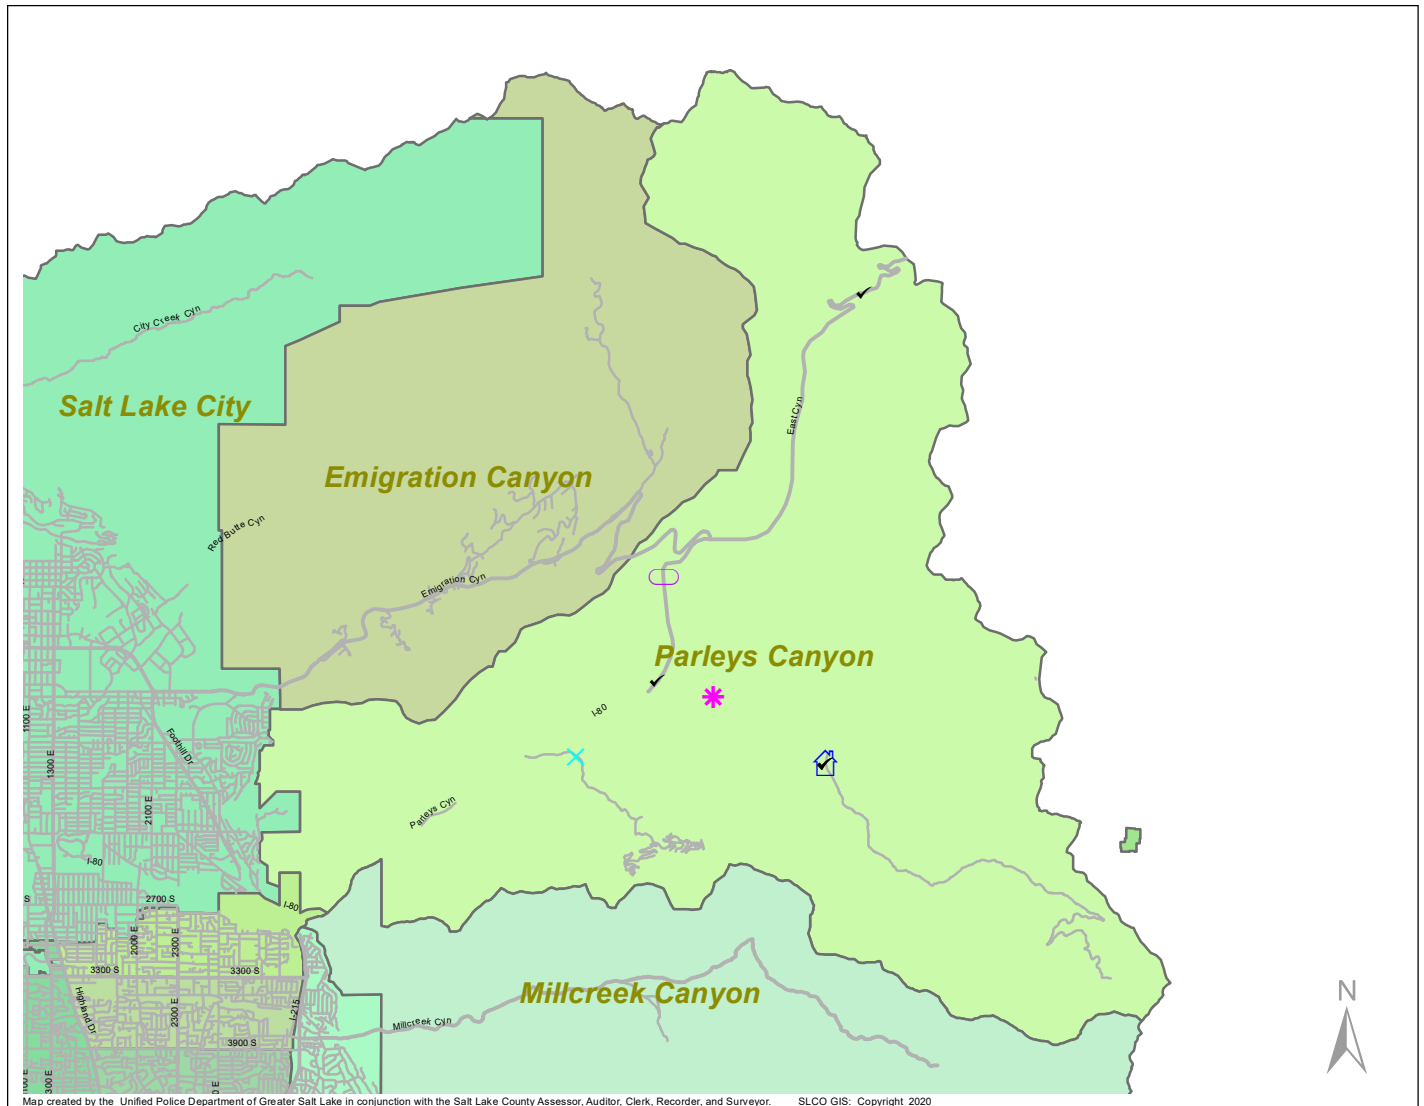 City Creek Cyn
Salt Lake City
East Cyn
Emigration Canyon
Red Butte Cyn
Emigration Cyn
Parleys Canyon
I-80
1100 E
Foothill Dr
1300 E
2100 E
Parleys Cyn
I-80
2700 S
S
I-80
2000 E
2300 E
3300 S
3300 S
Millcreek Canyon
N
Highland Dr
2300 E
I-215
Millcreek Cyn
3900 S
Map created by the Unified Police Department of Greater Salt Lake in conjunction with the Salt Lake County Assessor, Auditor, Clerk, Recorder, and Surveyor. SLCO GIS: Copyright 2020